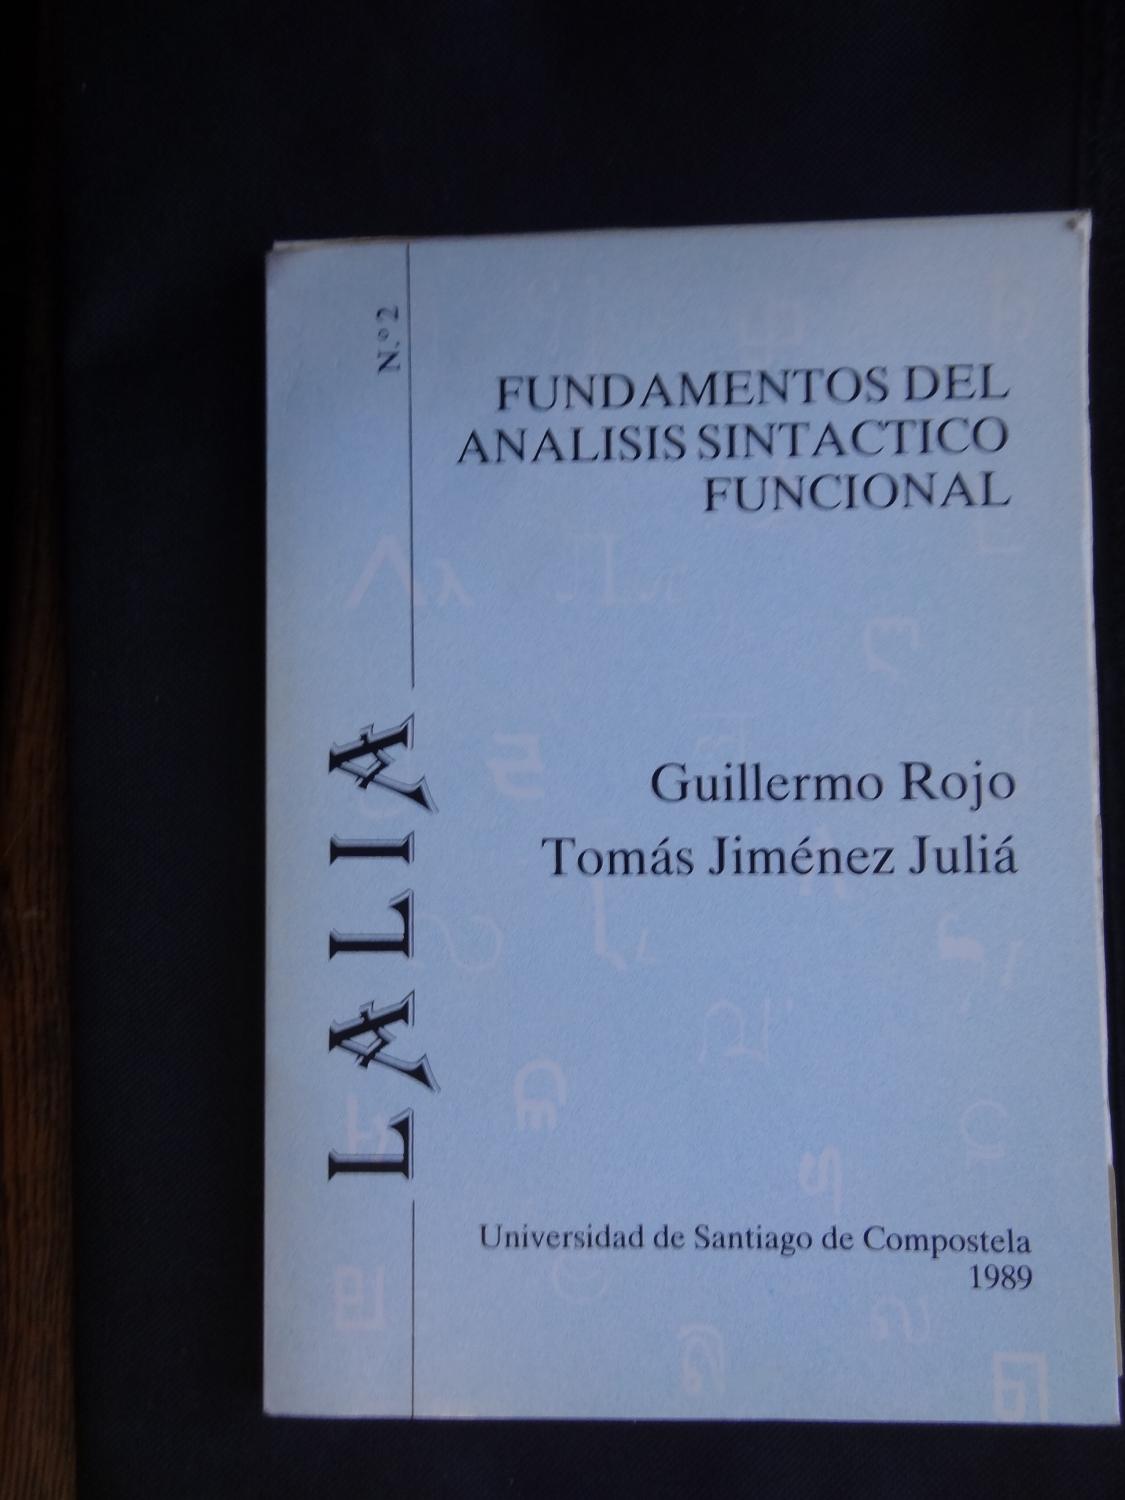 N.º 2
FUNDAMENTOS DEL
ANALISIS SINTACTICO
FUNCIONAL
LALIA
Guillermo Rojo
Tomás Jiménez Juliá
Universidad de Santiago de Compostela
1989